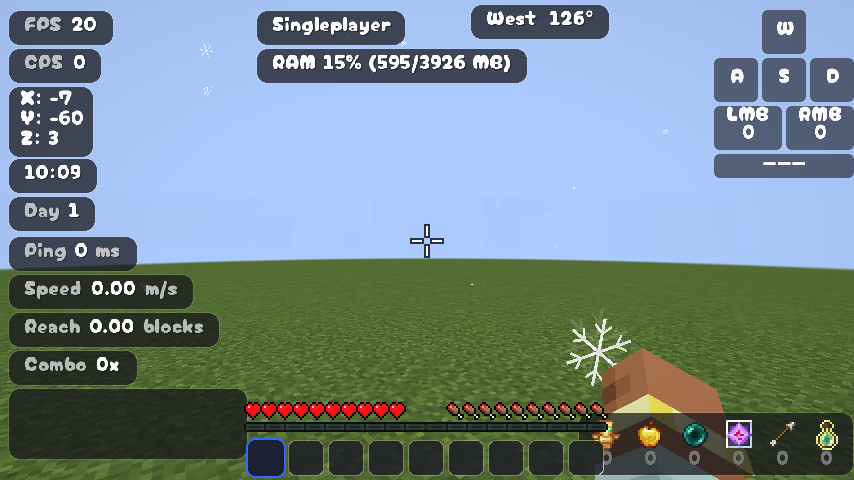 FPS 20
CPS 0
X: -7
Y: -60
Z: 3
10:09
Day 1
Ping 0 ms
Speed 0.00 m/s
Reach 0.00 blocks
Combo 0x
Singleplayer
RAM 15% (595/3926 MB)
West 126°
W
A S D
LMB RMB
0 0
---
0 0 0 0 0 0